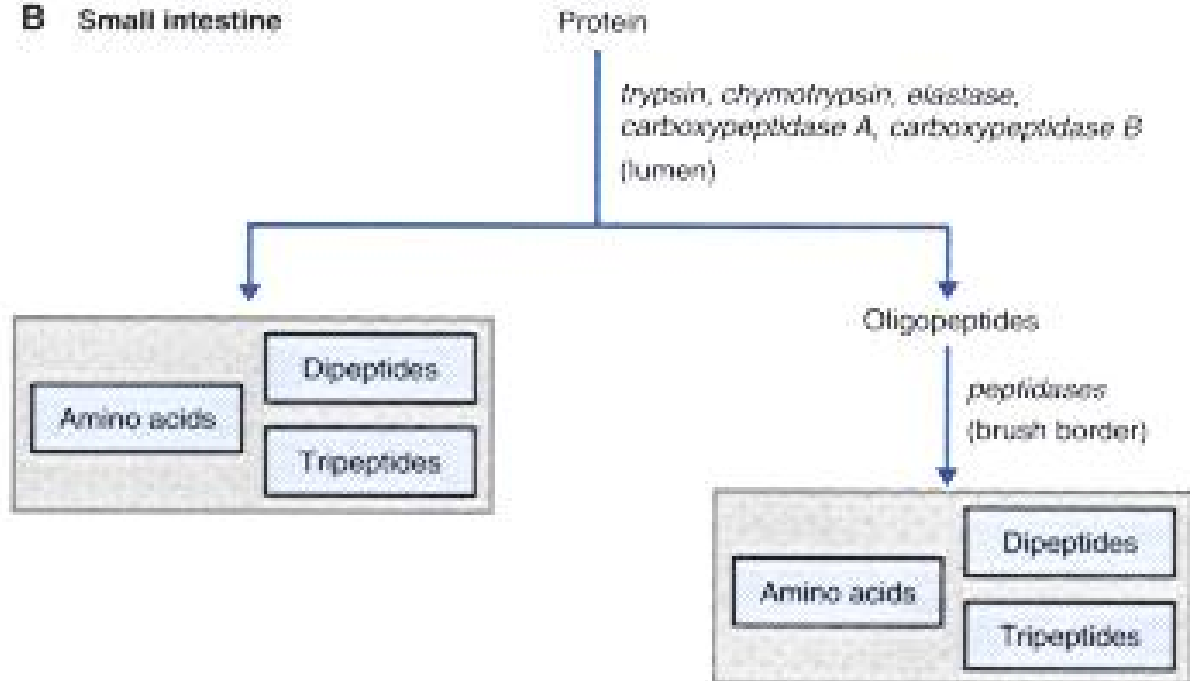 B Small intestine
Protein
trypsin, chymotrypsin, elastase,
carboxypeptidase A, carboxypeptidase B
(lumen)
Oligopeptides
Dipeptides
Amino acids
Tripeptides
peptidases
(brush border)
Dipeptides
Amino acids
Tripeptides